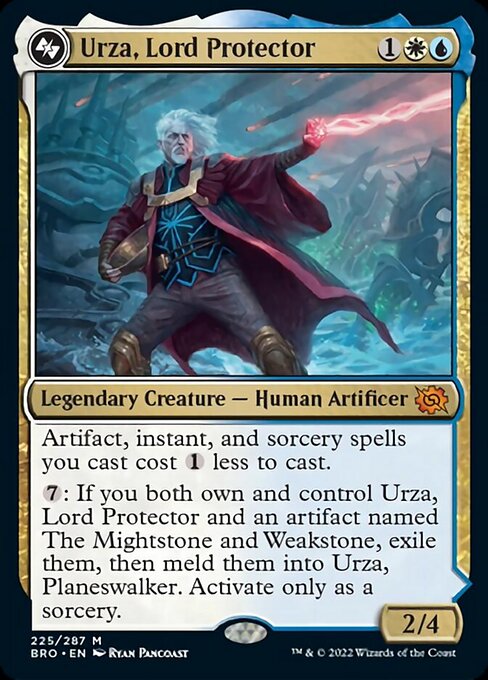 Urza, Lord Protector 1
Legendary Creature — Human Artificer
Artifact, instant, and sorcery spells
you cast cost 1 less to cast.
7: If you both own and control Urza,
Lord Protector and an artifact named
The Mightstone and Weakstone, exile
them, then meld them into Urza,
Planeswalker. Activate only as a
sorcery.
2/4
225/287 M
BRO • EN Ryan Pancoast
™ & © 2022 Wizards of the Coast